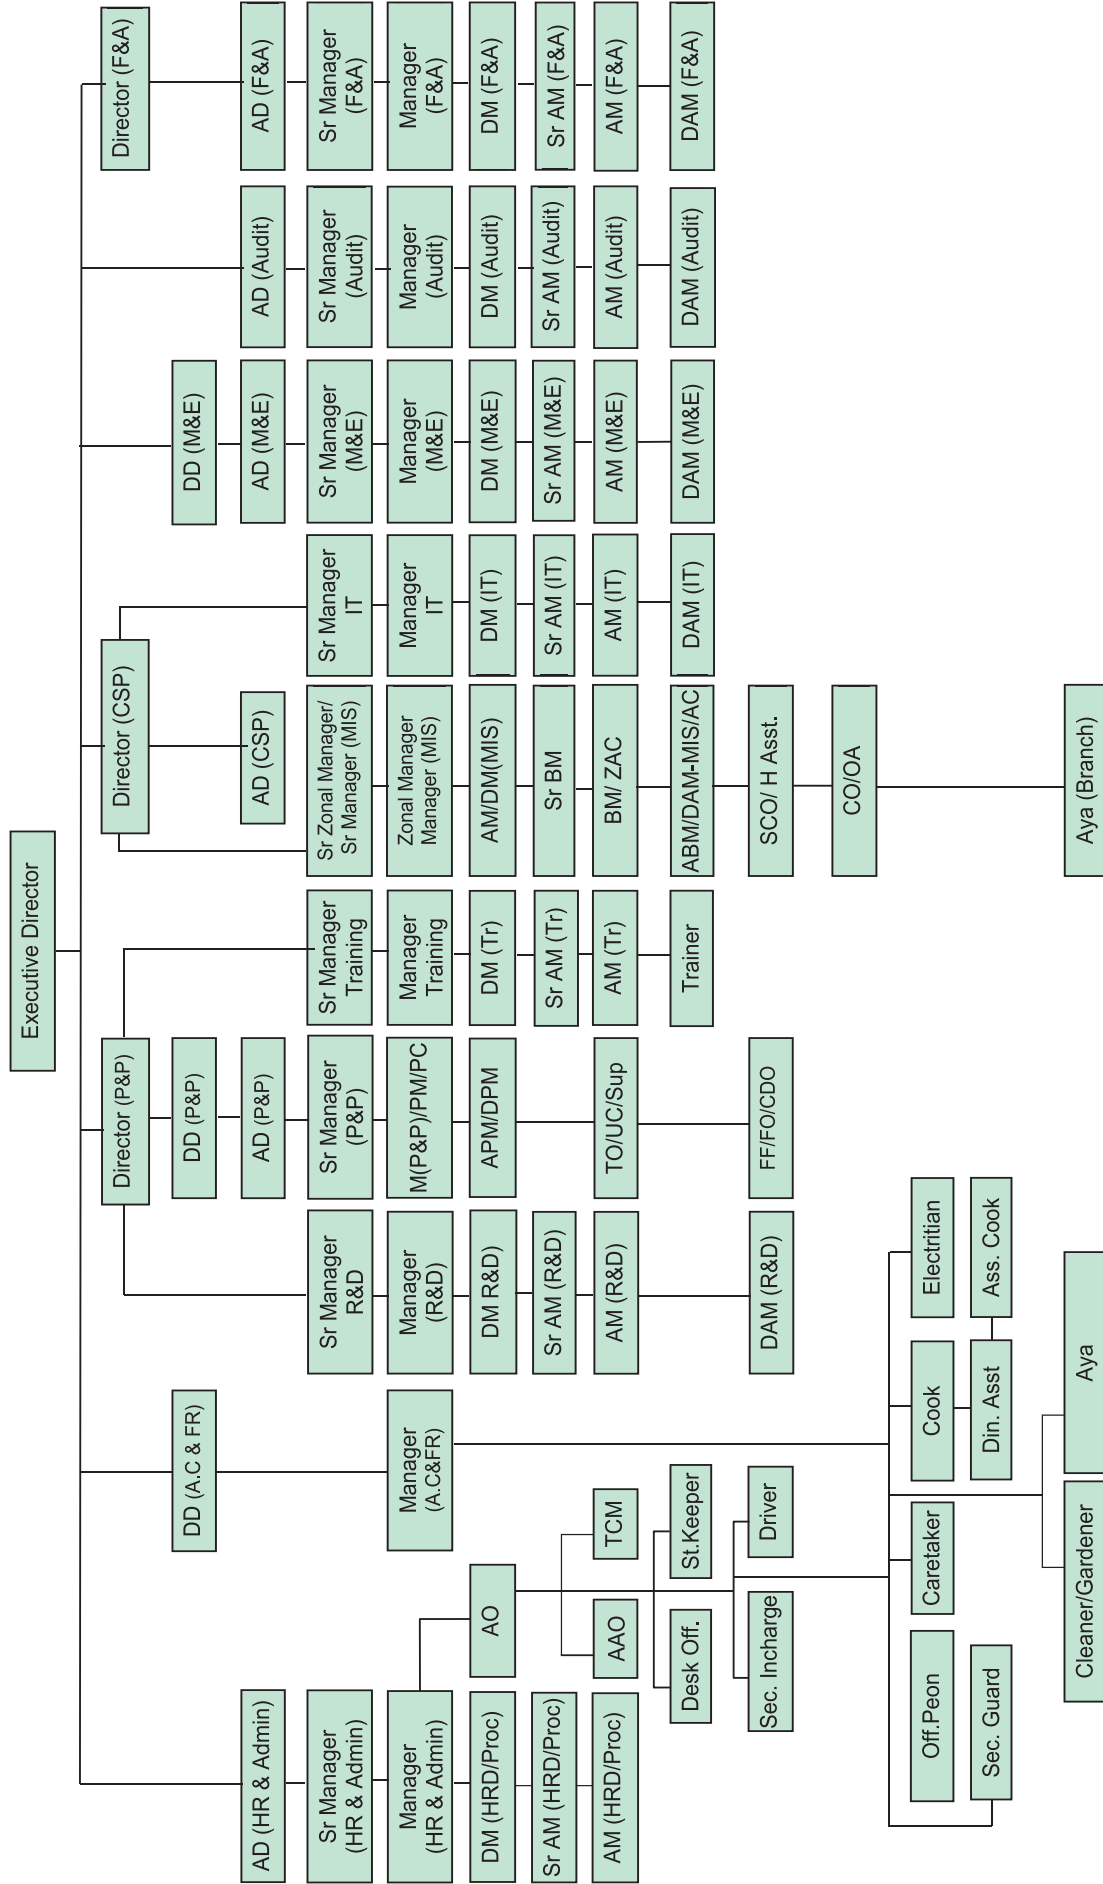 Executive Director
Director (P&P)
Director (CSP)
Director (F&A)
DD (A.C & FR)
DD (P&P)
DD (M&E)
AD (HR & Admin)
AD (P&P)
AD (CSP)
AD (M&E)
AD (Audit)
AD (F&A)
Sr Manager
(HR & Admin)
Sr Manager
R&D
Sr Manager
(P&P)
Sr Manager
Training
Sr Zonal Manager/
Sr Manager (MIS)
Sr Manager
IT
Sr Manager
(M&E)
Sr Manager
(Audit)
Sr Manager
(F&A)
Manager
(HR & Admin)
Manager
(A.C&FR)
Manager
(R&D)
M(P&P)/PM/PC
Manager
Training
Zonal Manager
Manager (MIS)
Manager
IT
Manager
(M&E)
Manager
(Audit)
Manager
(F&A)
DM (HRD/Proc)
AO
DM R&D)
APM/DPM
DM (Tr)
AM/DM(MIS)
DM (IT)
DM (M&E)
DM (Audit)
DM (F&A)
Sr AM (HRD/Proc)
Sr AM (R&D)
Sr AM (Tr)
Sr BM
Sr AM (IT)
Sr AM (M&E)
Sr AM (Audit)
Sr AM (F&A)
AM (HRD/Proc)
AAO
TCM
AM (R&D)
TO/UC/Sup
AM (Tr)
BM/ ZAC
AM (IT)
AM (M&E)
AM (Audit)
AM (F&A)
Desk Off.
St.Keeper
Trainer
ABM/DAM-MIS/AC
DAM (IT)
DAM (M&E)
DAM (Audit)
DAM (F&A)
Sec. Incharge
Driver
DAM (R&D)
FF/FO/CDO
SCO/ H Asst.
CO/OA
Off.Peon
Caretaker
Cook
Electritian
Sec. Guard
Din. Asst
Ass. Cook
Cleaner/Gardener
Aya
Aya (Branch)